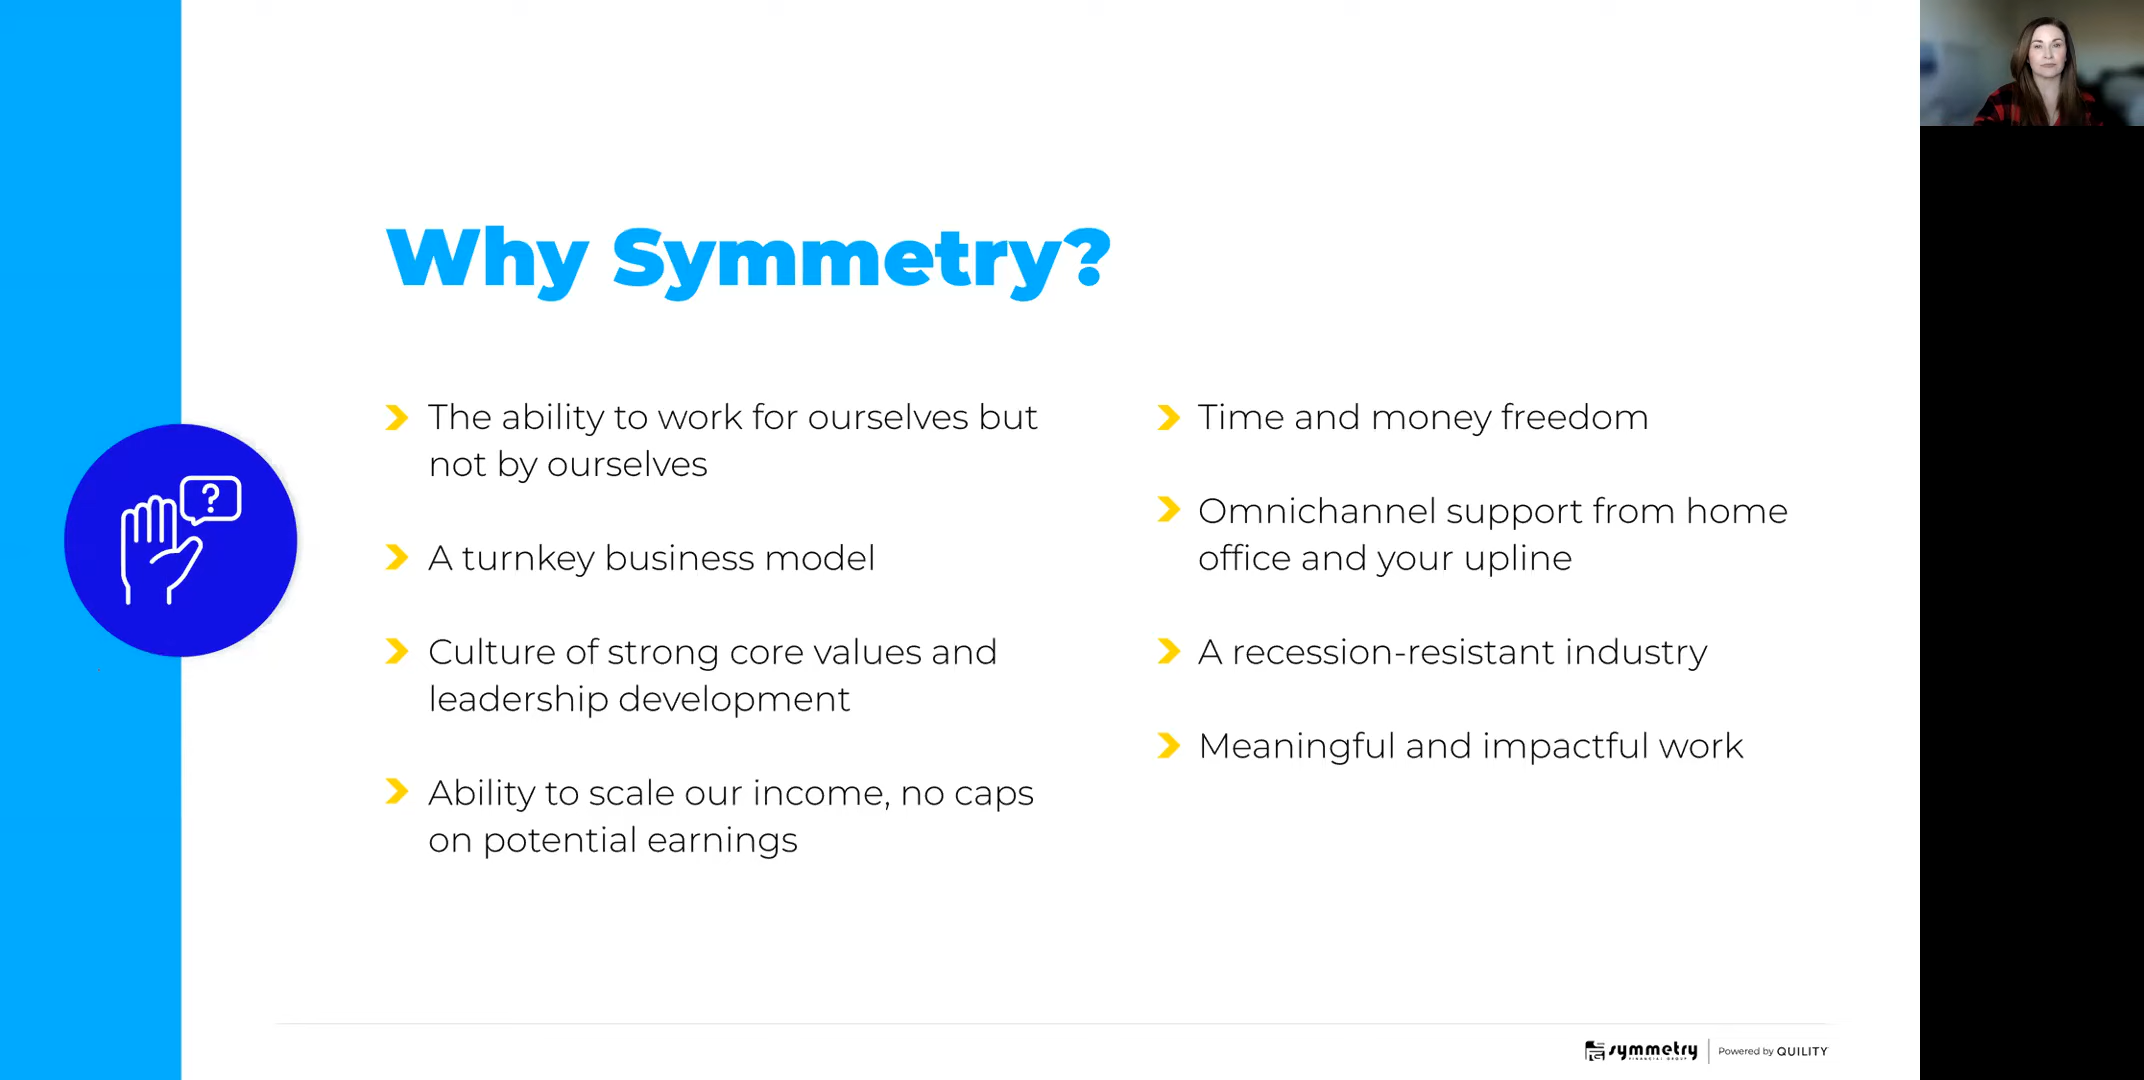 Why Symmetry?
The ability to work for ourselves but
not by ourselves
A turnkey business model
Culture of strong core values and
leadership development
Ability to scale our income, no caps
on potential earnings
Time and money freedom
Omnichannel support from home
office and your upline
A recession-resistant industry
Meaningful and impactful work
?
symmetry
FINANCIAL GROUP
Powered by QUILITY